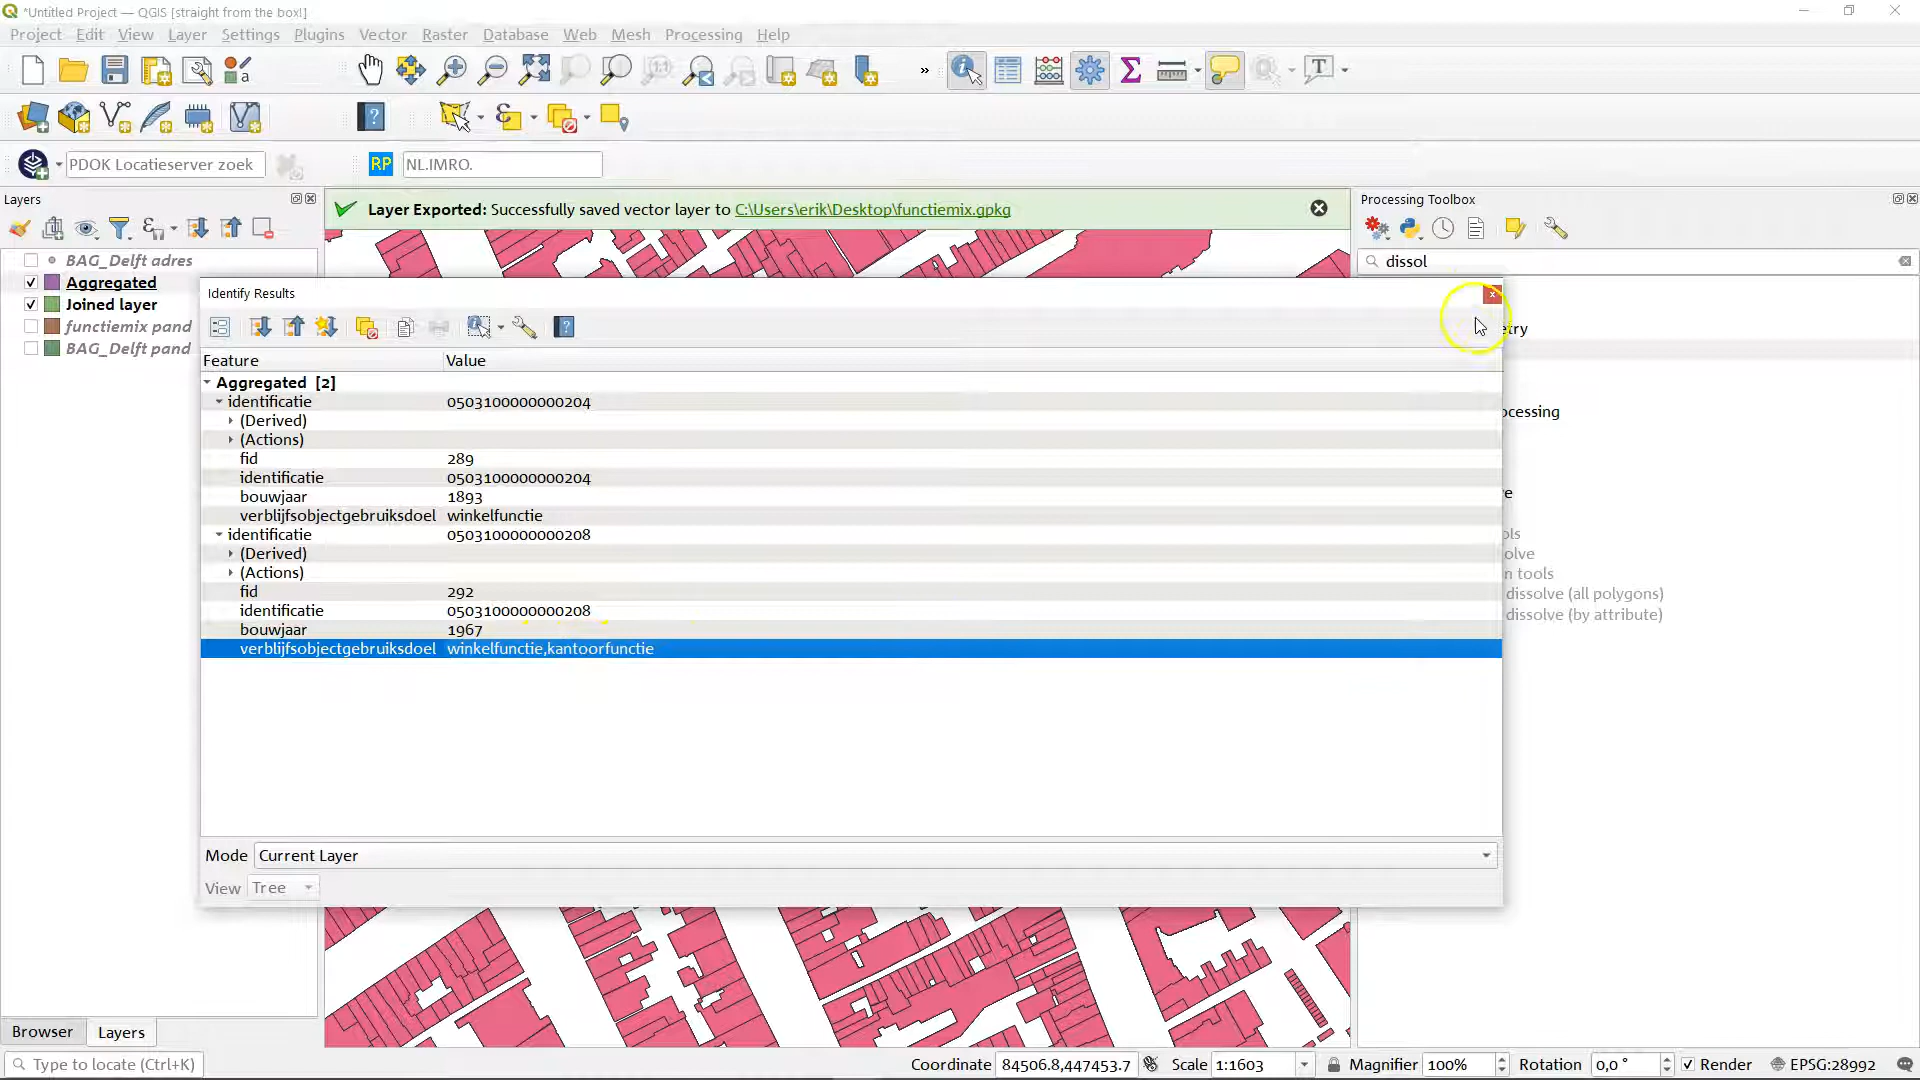 *Untitled Project — QGIS [straight from the box!]
Project Edit View Layer Settings Plugins Vector Raster Database Web Mesh Processing Help
PDOK Locatieserver zoek
RP NL.IMRO.
Layers
Layer Exported: Successfully saved vector layer to C:\Users\erik\Desktop\functiemix.gpkg
Processing Toolbox
dissol
BAG_Delft adres
Aggregated
Joined layer
functiemix pand
BAG_Delft pand
Identify Results
Feature Value
Aggregated [2]
identificatie 0503100000000204
(Derived)
(Actions)
fid 289
identificatie 0503100000000204
bouwjaar 1893
verblijfsobjectgebruiksdoel winkelfunctie
identificatie 0503100000000208
(Derived)
(Actions)
fid 292
identificatie 0503100000000208
bouwjaar 1967
verblijfsobjectgebruiksdoel winkelfunctie,kantoorfunctie
Mode Current Layer
View Tree
etry
ocessing
ve
ols
olve
n tools
dissolve (all polygons)
dissolve (by attribute)
Browser Layers
Type to locate (Ctrl+K)
Coordinate 84506.8,447453.7 Scale 1:1603 Magnifier 100% Rotation 0,0 ° Render EPSG:28992